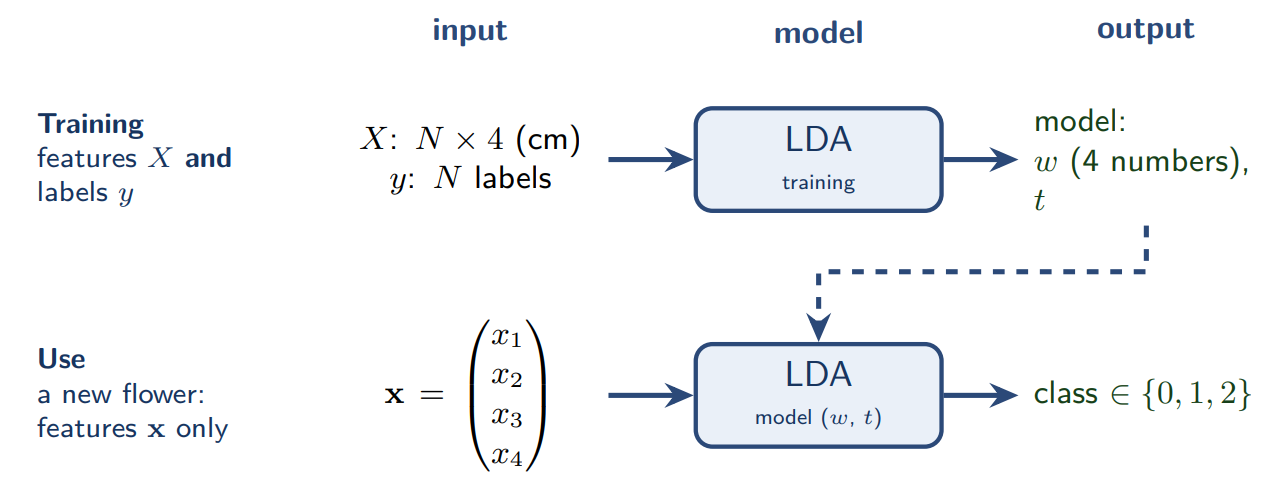 input
model
output
Training
features X and
labels y
X: N × 4 (cm)
y: N labels
LDA
training
model:
w (4 numbers),
t
Use
a new flower:
features x only
x =
x₁
x₂
x₃
x₄
LDA
model (w, t)
class ∈ {0, 1, 2}